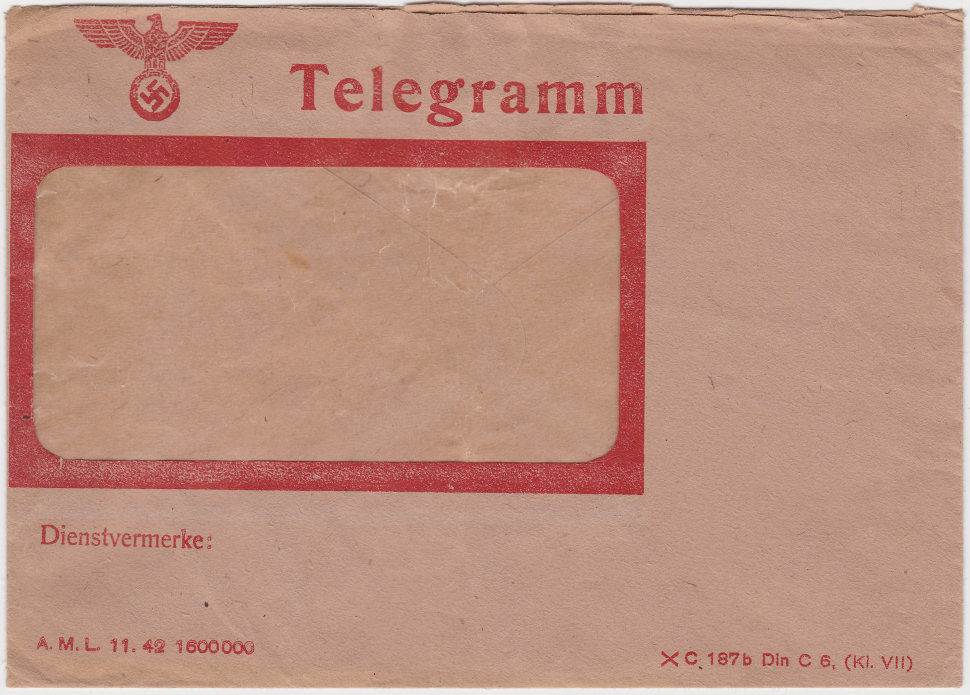 Telegramm
Dienstvermerke:
A. M. L. 11. 42 1600000
C 187b Din C 6, (Kl. VII)